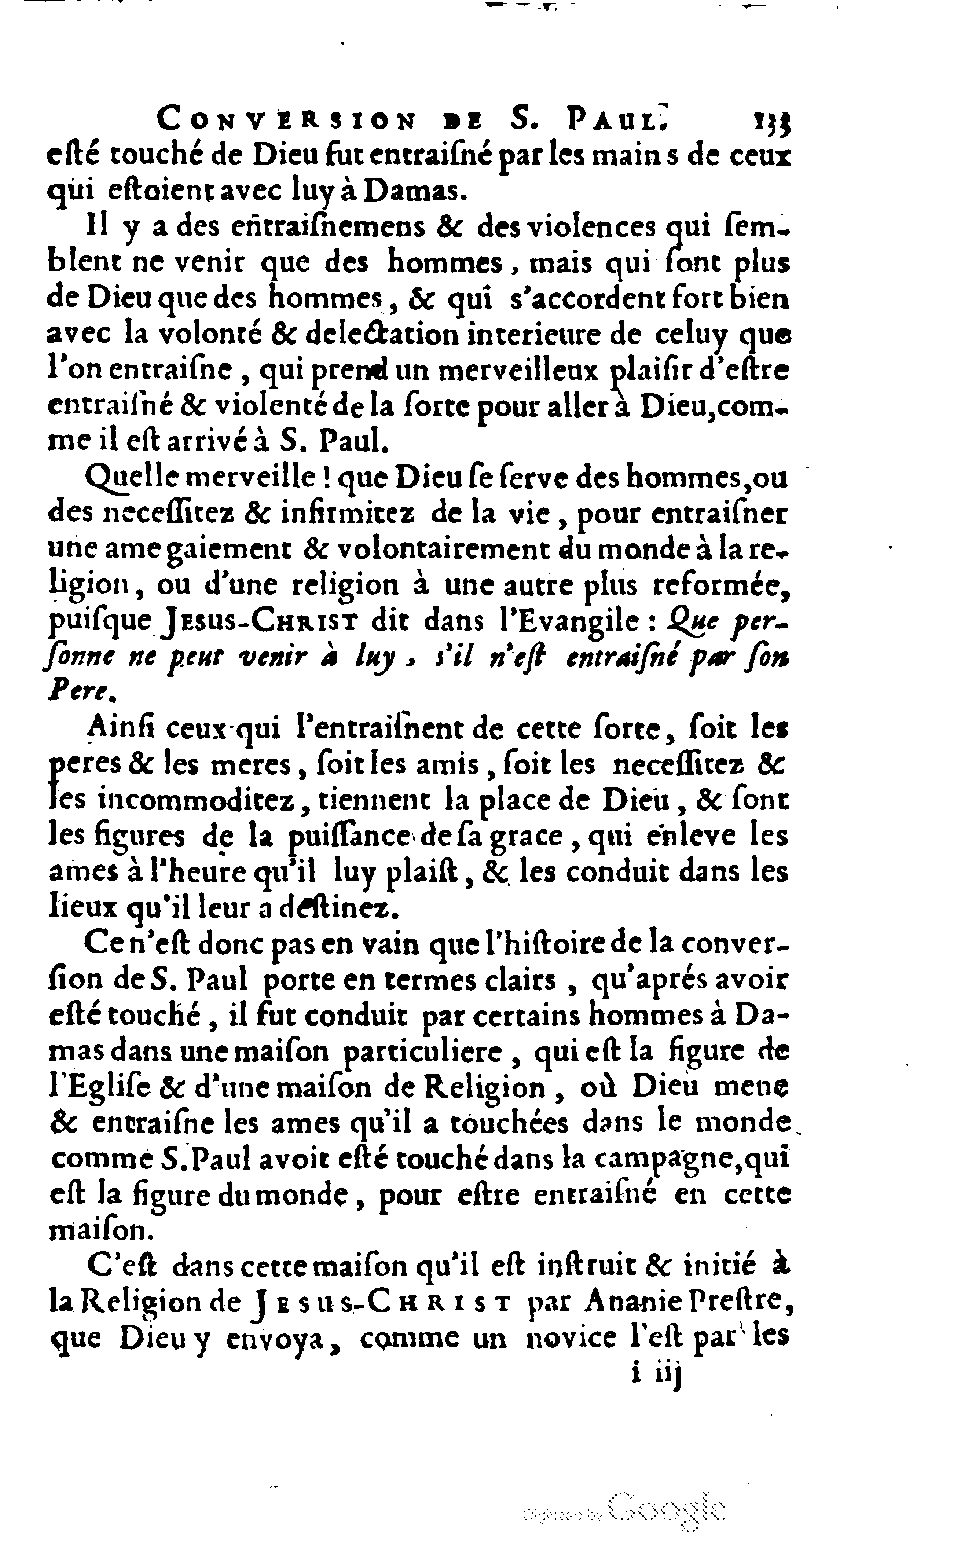 CONVERSION DE S. PAUL. 133
eſté touché de Dieu fut entraiſné par les mains de ceux
qui eſtoient avec luy à Damas.
Il y a des entraiſnemens & des violences qui ſem-
blent ne venir que des hommes, mais qui ſont plus
de Dieu que des hommes, & qui s'accordent fort bien
avec la volonté & delectation interieure de celuy que
l'on entraiſne, qui prend un merveilleux plaiſir d'eſtre
entraiſné & violenté de la ſorte pour aller à Dieu, com-
me il eſt arrivé à S. Paul.
Quelle merveille ! que Dieu ſe ſerve des hommes, ou
des neceſſitez & infirmitez de la vie, pour entraiſner
une ame gaiement & volontairement du monde à la re-
ligion, ou d'une religion à une autre plus reformée,
puiſque JESUS-CHRIST dit dans l'Evangile : Que per-
ſonne ne peut venir à luy, s'il n'eſt entraiſné par ſon
Pere.
Ainſi ceux qui l'entraiſnent de cette ſorte, ſoit les
peres & les meres, ſoit les amis, ſoit les neceſſitez &
les incommoditez, tiennent la place de Dieu, & ſont
les figures de la puiſſance de ſa grace, qui enleve les
ames à l'heure qu'il luy plaiſt, & les conduit dans les
lieux qu'il leur a deſtinez.
Ce n'eſt donc pas en vain que l'hiſtoire de la conver-
ſion de S. Paul porte en termes clairs, qu'aprés avoir
eſté touché, il fut conduit par certains hommes à Da-
mas dans une maiſon particuliere, qui eſt la figure de
l'Egliſe & d'une maiſon de Religion, où Dieu mene
& entraiſne les ames qu'il a touchées dans le monde
comme S. Paul avoit eſté touché dans la campagne, qui
eſt la figure du monde, pour eſtre entraiſné en cette
maiſon.
C'eſt dans cette maiſon qu'il eſt inſtruit & initié à
la Religion de JESUS-CHRIST par Ananie Preſtre,
que Dieu y envoya, comme un novice l'eſt par les
i iij
Digitized by Google